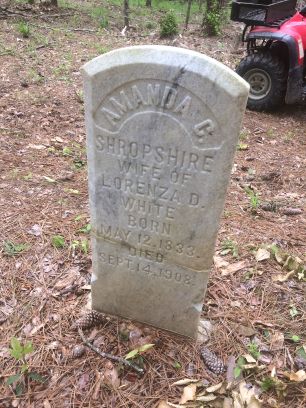 AMANDA C.
SHROPSHIRE
WIFE OF
LORENZA D.
WHITE
BORN
MAY 12, 1833.
DIED
SEPT. 14, 1908.